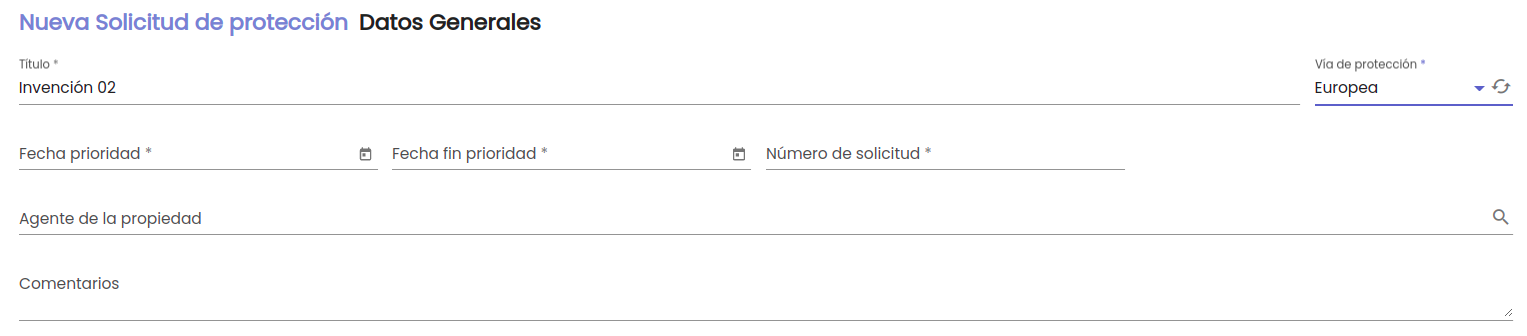 Nueva Solicitud de protección Datos Generales
Título * Vía de protección *
Invención 02 Europea
Fecha prioridad * Fecha fin prioridad * Número de solicitud *
Agente de la propiedad
Comentarios